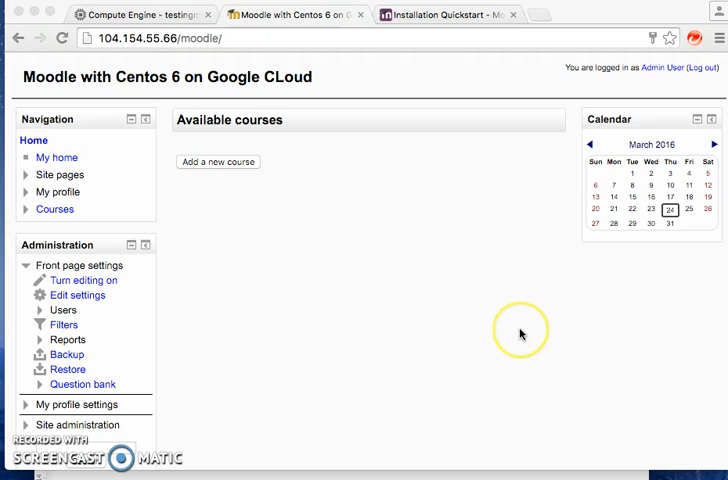 Compute Engine - testingm
Moodle with Centos 6 on G
Installation Quickstart - Mo
104.154.55.66/moodle/
You are logged in as Admin User (Log out)
Moodle with Centos 6 on Google CLoud
Navigation
Home
My home
Site pages
My profile
Courses
Administration
Front page settings
Turn editing on
Edit settings
Users
Filters
Reports
Backup
Restore
Question bank
My profile settings
Site administration
Available courses
Add a new course
Calendar
March 2016
Sun Mon Tue Wed Thu Fri Sat
1 2 3 4 5
6 7 8 9 10 11 12
13 14 15 16 17 18 19
20 21 22 23 24 25 26
27 28 29 30 31
RECORDED WITH
SCREENCAST MATIC